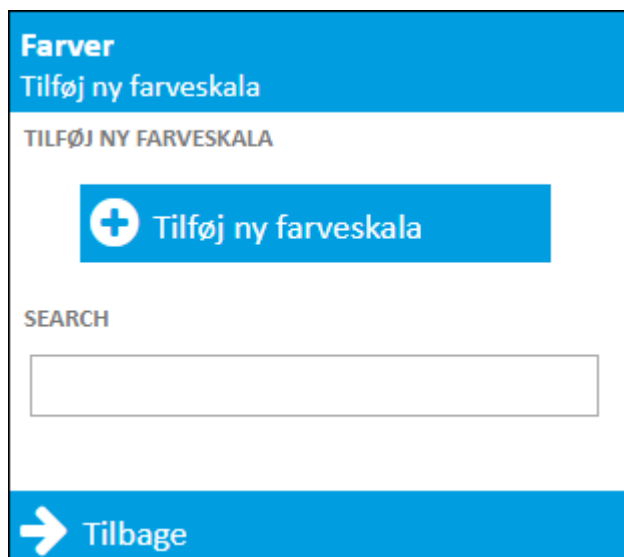 Farver
Tilføj ny farveskala
TILFØJ NY FARVESKALA
Tilføj ny farveskala
SEARCH
Tilbage